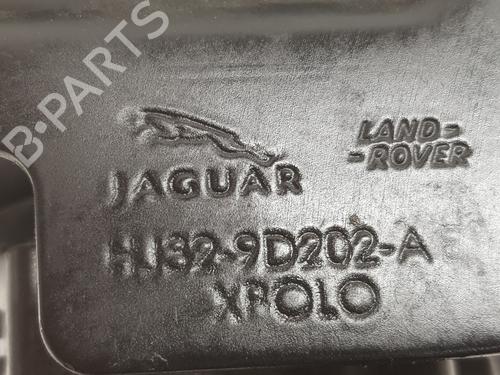 B-PARTS
JAGUAR
LAND-
-ROVER
HJ32-9D202-A
XPOLO